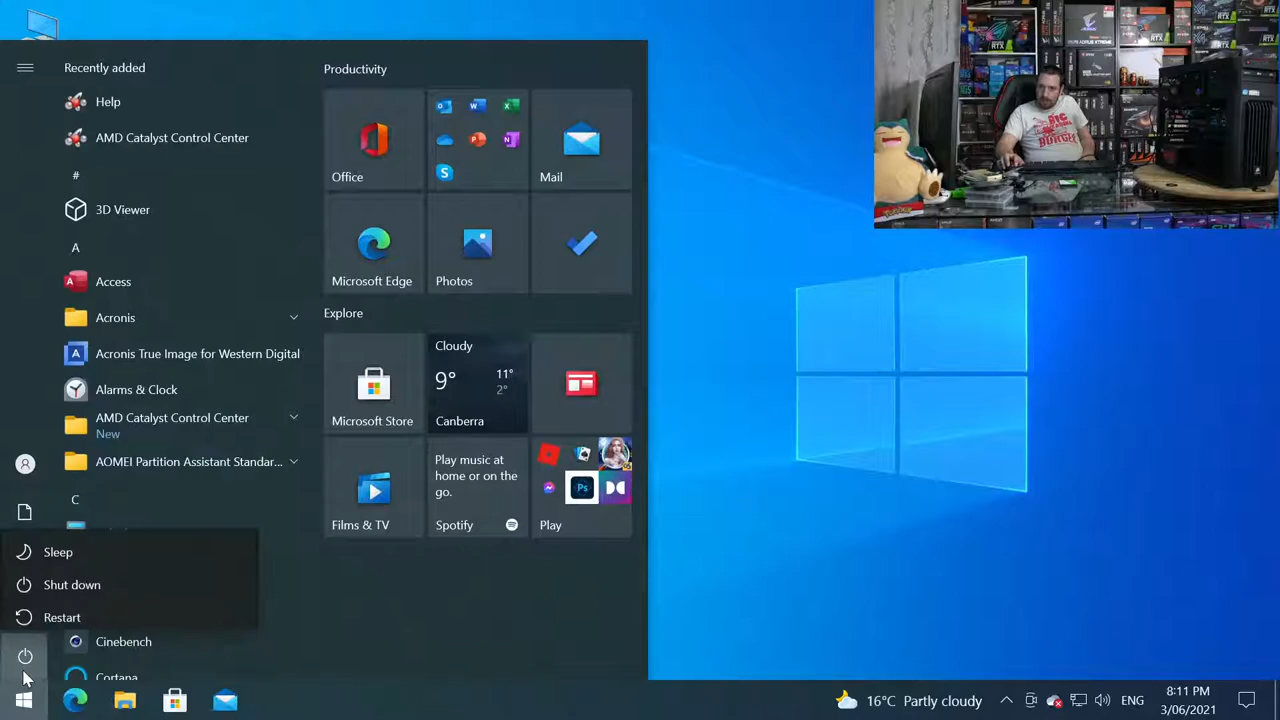 Recently added
Help
AMD Catalyst Control Center
#
3D Viewer
A
Access
Acronis
Acronis True Image for Western Digital
Alarms & Clock
AMD Catalyst Control Center
New
AOMEI Partition Assistant Standar...
C
Sleep
Shut down
Restart
Cinebench
Cortana
Productivity
Office
Mail
Microsoft Edge
Photos
Explore
Microsoft Store
Cloudy
9° 11°
2°
Canberra
Films & TV
Play music at
home or on the
go.
Spotify
Play
Ps
BIG
BURGH
16°C Partly cloudy
ENG
8:11 PM
3/06/2021